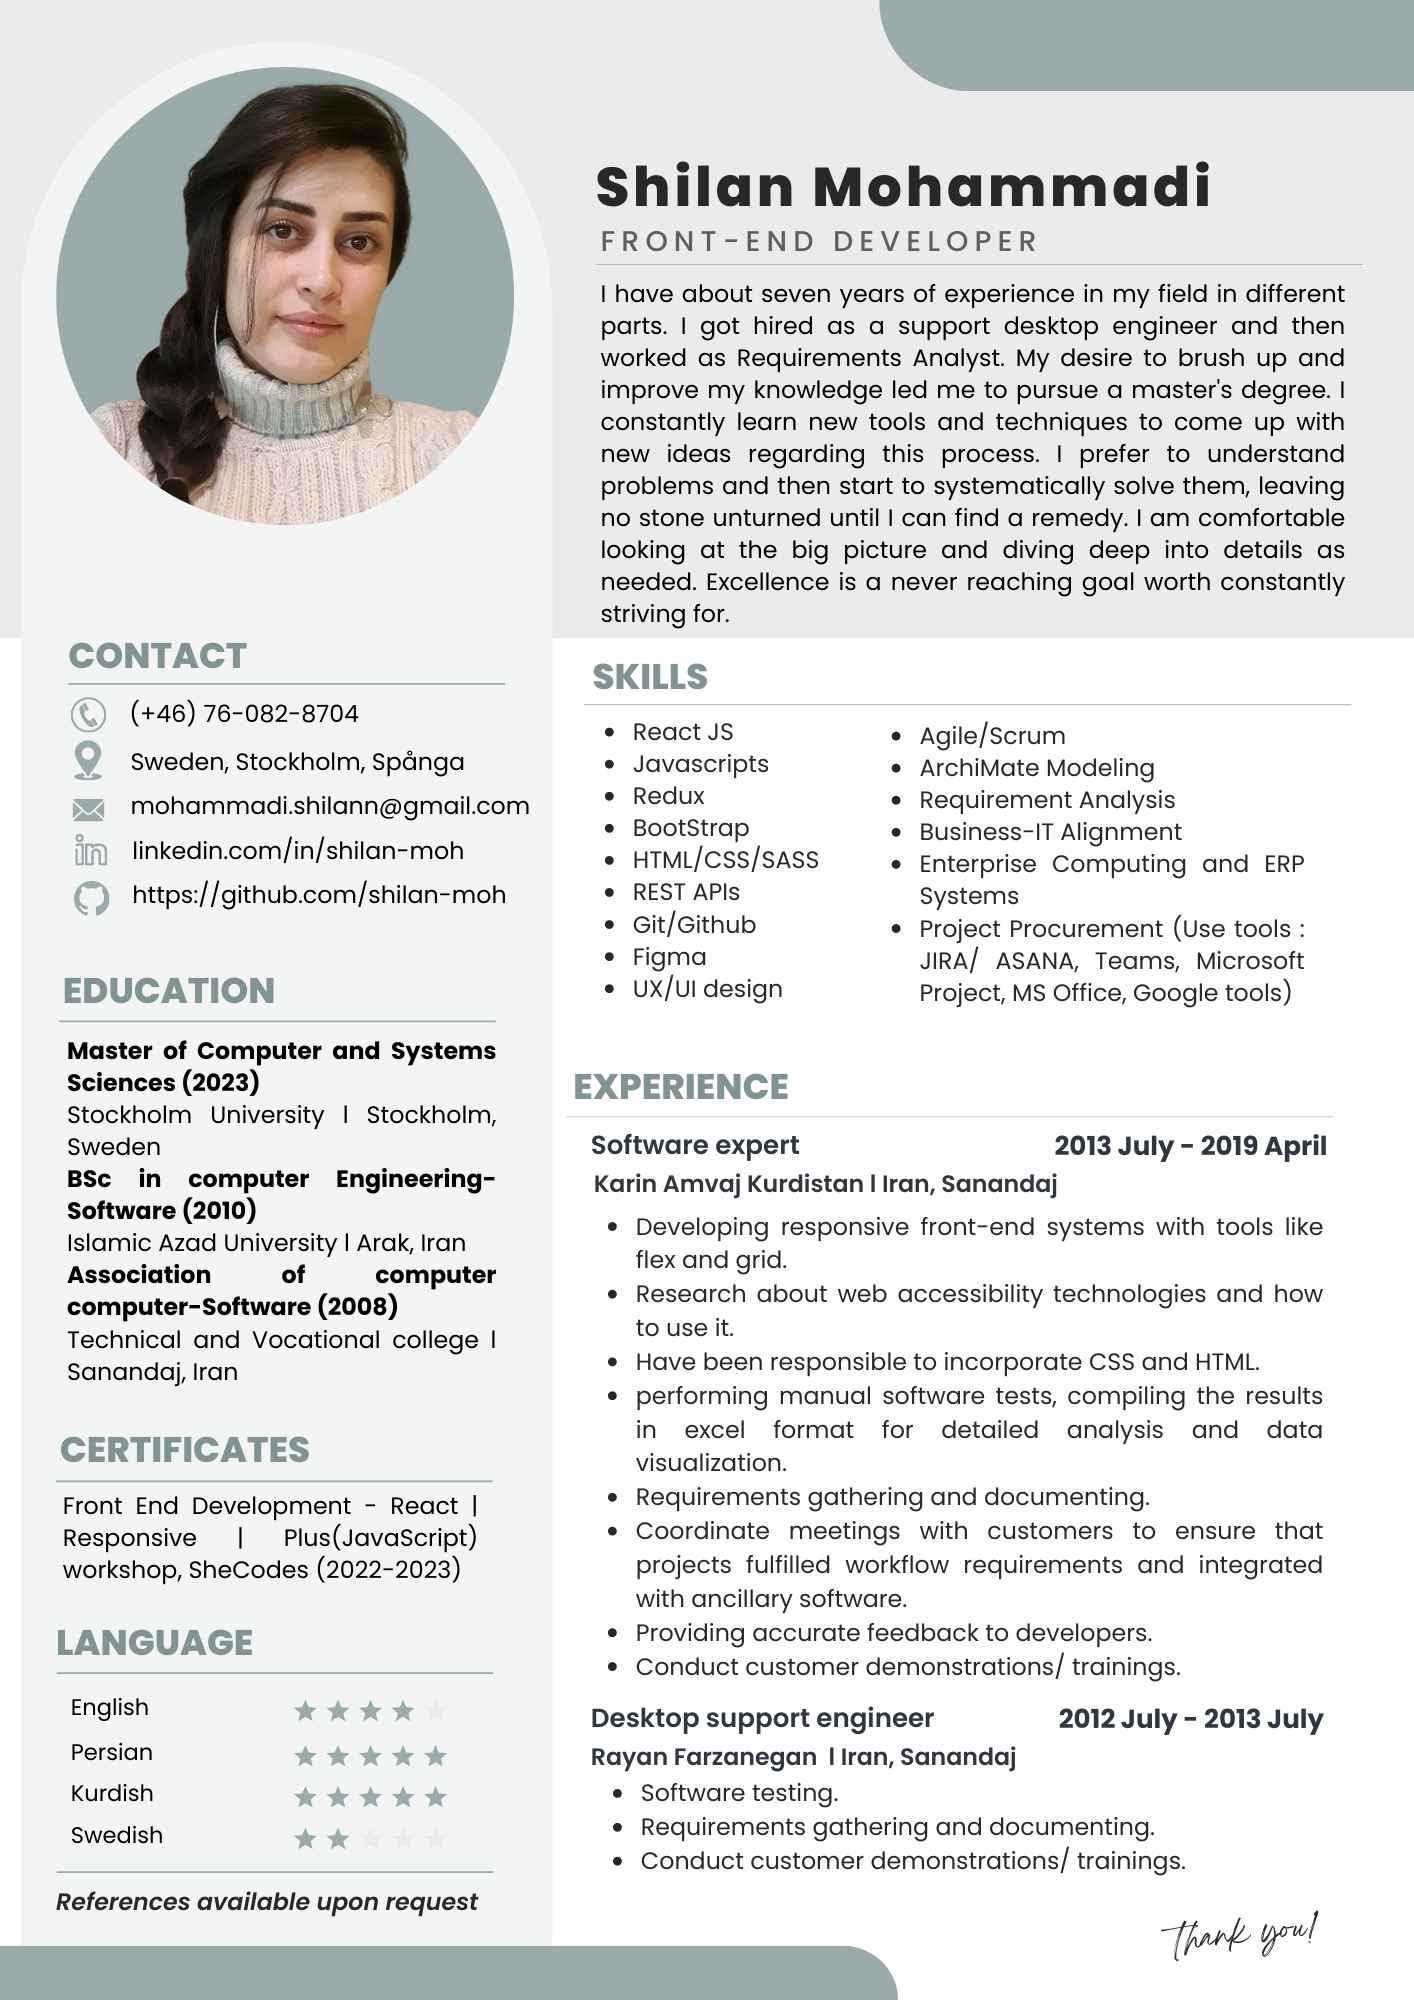 Shilan Mohammadi
FRONT-END DEVELOPER
I have about seven years of experience in my field in different
parts. I got hired as a support desktop engineer and then
worked as Requirements Analyst. My desire to brush up and
improve my knowledge led me to pursue a master's degree. I
constantly learn new tools and techniques to come up with
new ideas regarding this process. I prefer to understand
problems and then start to systematically solve them, leaving
no stone unturned until I can find a remedy. I am comfortable
looking at the big picture and diving deep into details as
needed. Excellence is a never reaching goal worth constantly
striving for.
CONTACT
(+46) 76-082-8704
Sweden, Stockholm, Spånga
mohammadi.shilann@gmail.com
linkedin.com/in/shilan-moh
https://github.com/shilan-moh
EDUCATION
Master of Computer and Systems
Sciences (2023)
Stockholm University l Stockholm,
Sweden
BSc in computer Engineering-
Software (2010)
Islamic Azad University l Arak, Iran
Association of computer
computer-Software (2008)
Technical and Vocational college l
Sanandaj, Iran
CERTIFICATES
Front End Development - React |
Responsive | Plus(JavaScript)
workshop, SheCodes (2022-2023)
LANGUAGE
English
Persian
Kurdish
Swedish
References available upon request
SKILLS
React JS
Javascripts
Redux
BootStrap
HTML/CSS/SASS
REST APIs
Git/Github
Figma
UX/UI design
Agile/Scrum
ArchiMate Modeling
Requirement Analysis
Business-IT Alignment
Enterprise Computing and ERP
Systems
Project Procurement (Use tools :
JIRA/ ASANA, Teams, Microsoft
Project, MS Office, Google tools)
EXPERIENCE
Software expert 2013 July - 2019 April
Karin Amvaj Kurdistan l Iran, Sanandaj
Developing responsive front-end systems with tools like
flex and grid.
Research about web accessibility technologies and how
to use it.
Have been responsible to incorporate CSS and HTML.
performing manual software tests, compiling the results
in excel format for detailed analysis and data
visualization.
Requirements gathering and documenting.
Coordinate meetings with customers to ensure that
projects fulfilled workflow requirements and integrated
with ancillary software.
Providing accurate feedback to developers.
Conduct customer demonstrations/ trainings.
Desktop support engineer 2012 July - 2013 July
Rayan Farzanegan l Iran, Sanandaj
Software testing.
Requirements gathering and documenting.
Conduct customer demonstrations/ trainings.
thank you!